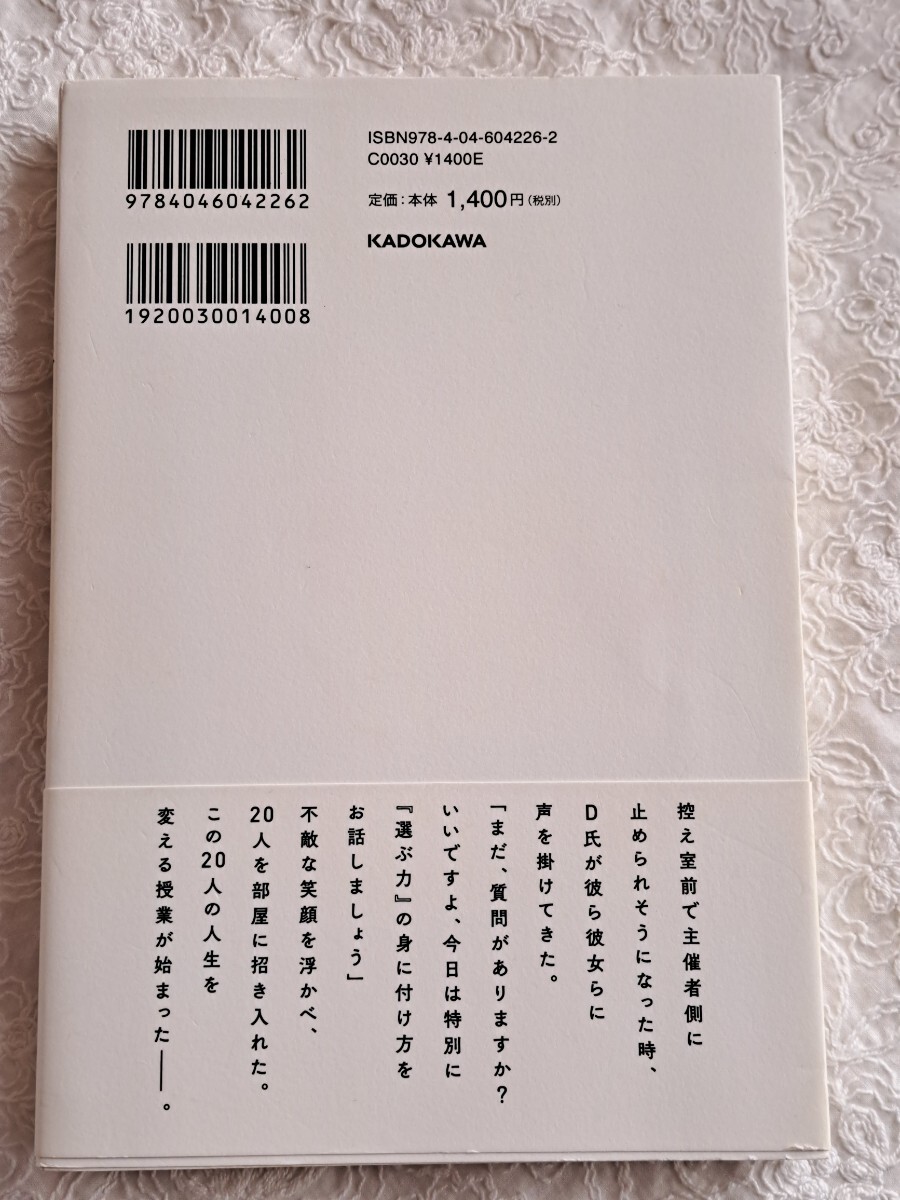 9784046042262
1920030014008
ISBN978-4-04-604226-2
C0030 ¥1400E
定価:本体 1,400円(税別)
KADOKAWA
控え室前で主催者側に
止められそうになった時、
D氏が彼ら彼女らに
声を掛けてきた。
「まだ、質問がありますか?
いいですよ、今日は特別に
『選ぶ力』の身に付け方を
お話しましょう」
不敵な笑顔を浮かべ、
20人を部屋に招き入れた。
この20人の人生を
変える授業が始まった――。